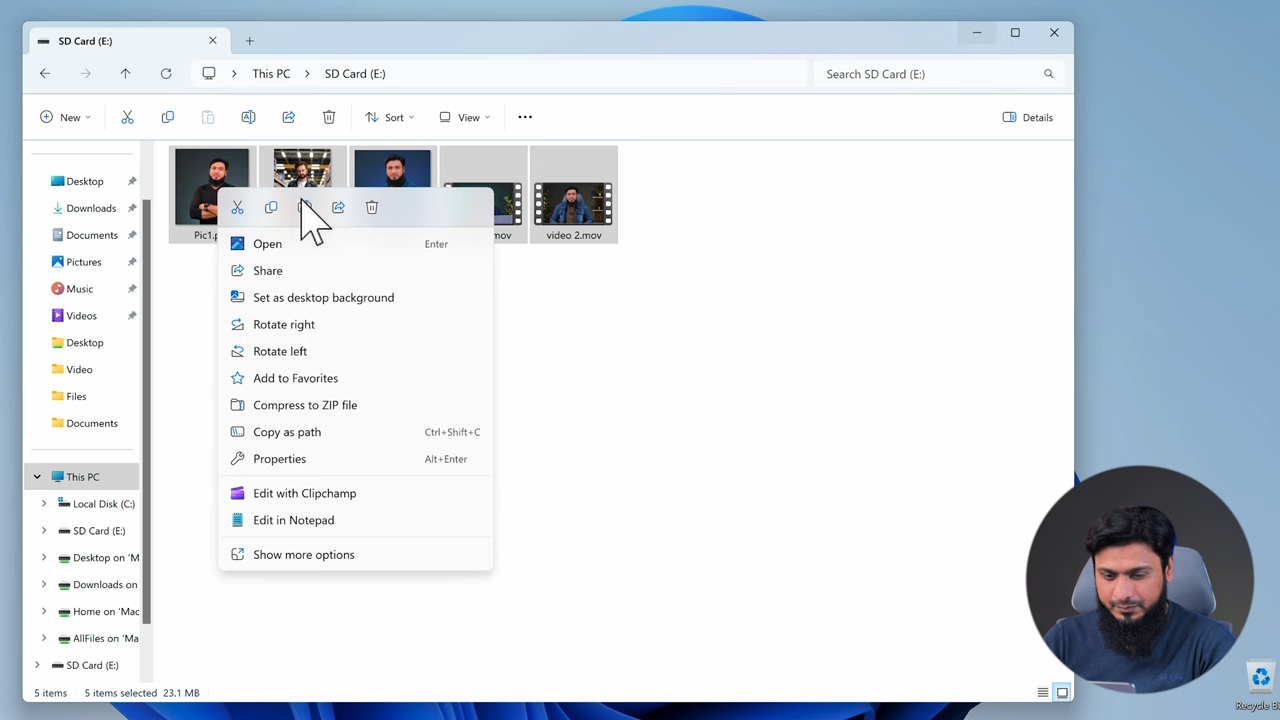 SD Card (E:)
This PC
SD Card (E:)
Search SD Card (E:)
New
Sort
View
Details
Desktop
Downloads
Documents
Pictures
Music
Videos
Desktop
Video
Files
Documents
This PC
Local Disk (C:)
SD Card (E:)
Desktop on 'M
Downloads on
Home on 'Mac
AllFiles on 'Ma
SD Card (E:)
Pic1.p
mov
video 2.mov
Open Enter
Share
Set as desktop background
Rotate right
Rotate left
Add to Favorites
Compress to ZIP file
Copy as path Ctrl+Shift+C
Properties Alt+Enter
Edit with Clipchamp
Edit in Notepad
Show more options
5 items 5 items selected 23.1 MB
Recycle B